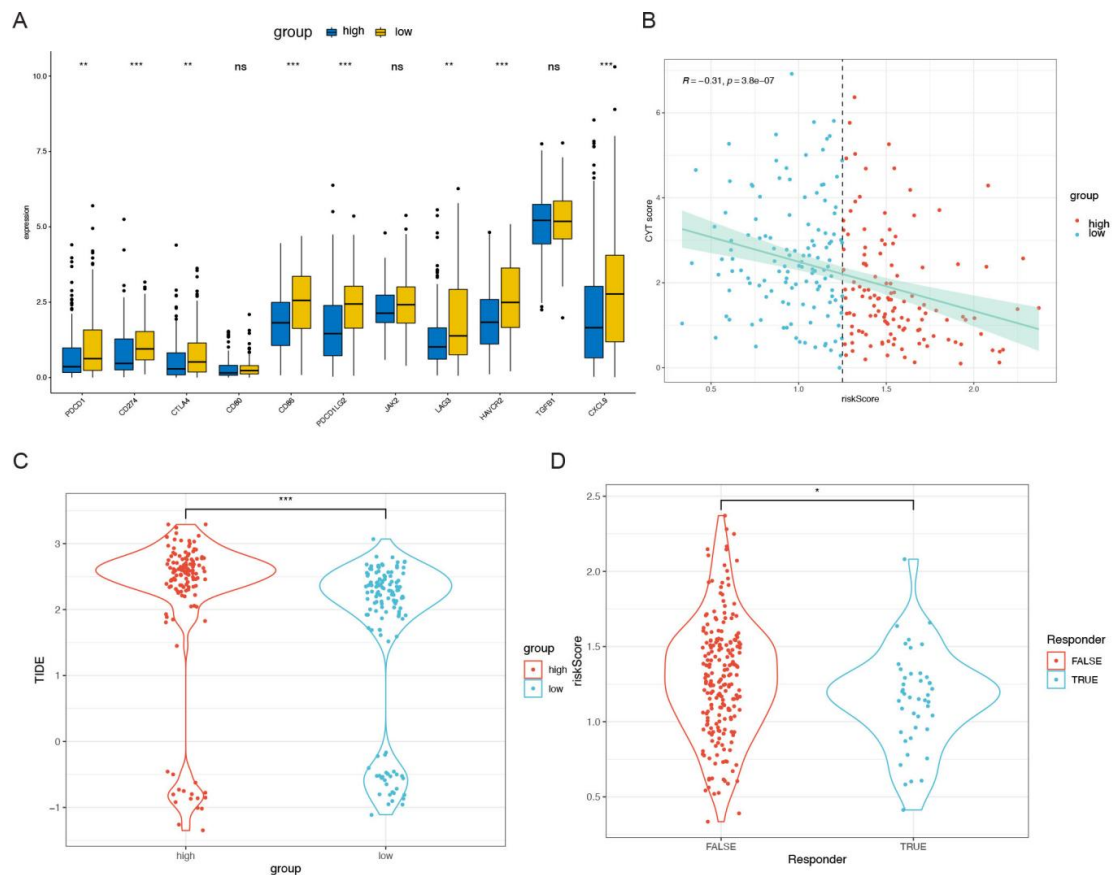 A
group high low
** *** ** ns *** *** ns ** *** ns ***
10.0
7.5
5.0
2.5
0.0
expression
PDCD1 CD274 CTLA4 CD80 CD86 PDCD1LG2 JAK2 LAG3 HAVCR2 TGFB1 CXCL9
B
R = −0.31, p = 3.8e−07
6
4
2
0
CYT score
0.5 1.0 1.5 2.0
riskScore
group
high
low
C
***
3
2
1
0
−1
TIDE
high low
group
group
high
low
D
*
2.5
2.0
1.5
1.0
0.5
riskScore
FALSE TRUE
Responder
Responder
FALSE
TRUE